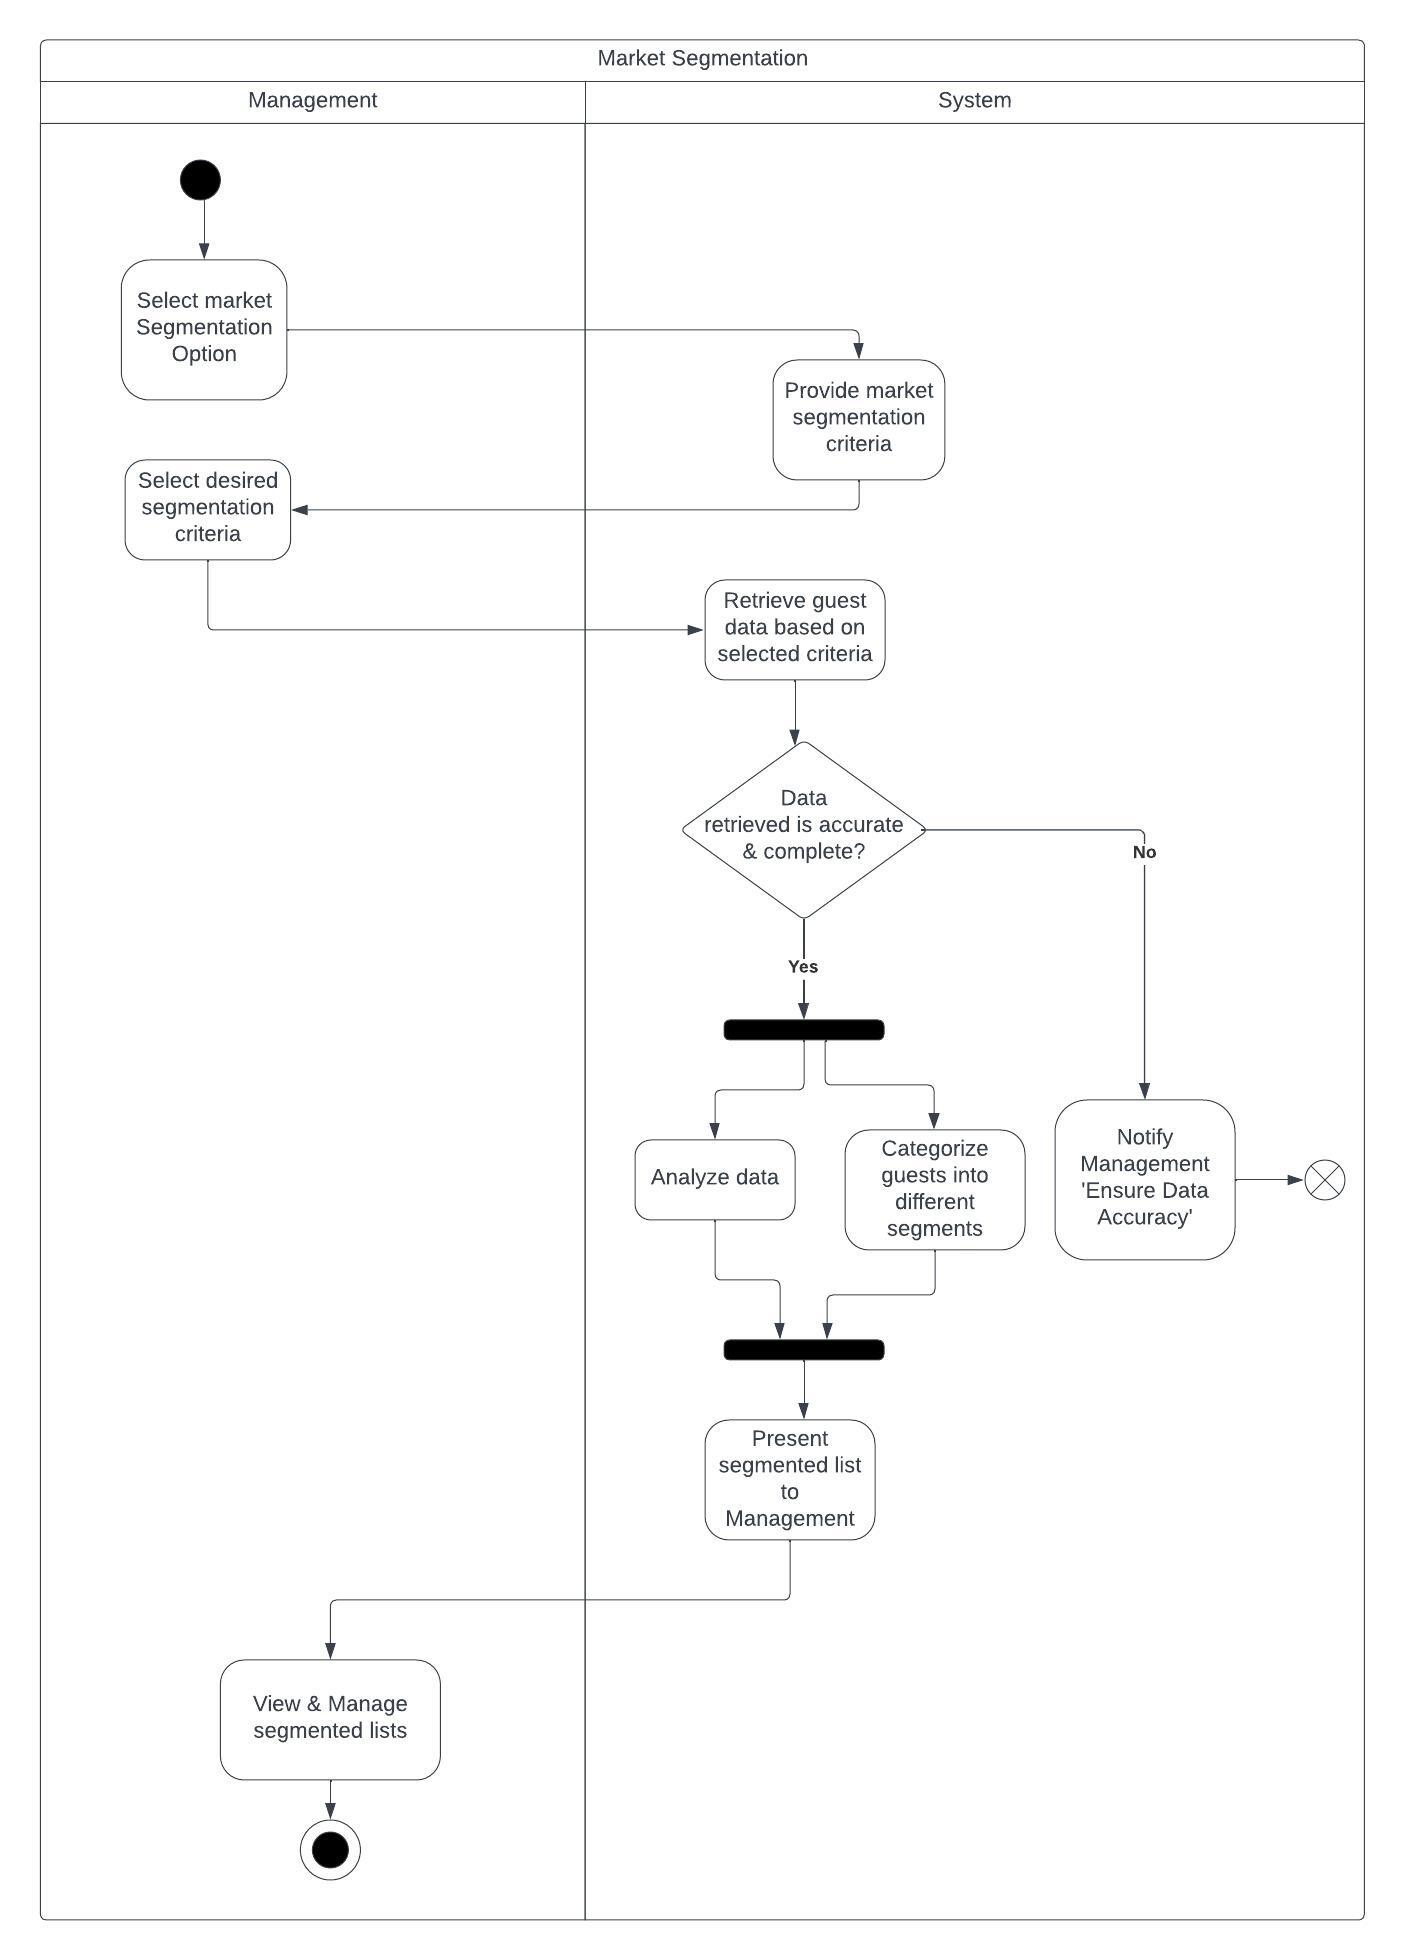 Market Segmentation
Management
System
Select market
Segmentation
Option
Provide market
segmentation
criteria
Select desired
segmentation
criteria
Retrieve guest
data based on
selected criteria
Data
retrieved is accurate
& complete?
No
Yes
Analyze data
Categorize
guests into
different
segments
Notify
Management
'Ensure Data
Accuracy'
Present
segmented list
to
Management
View & Manage
segmented lists